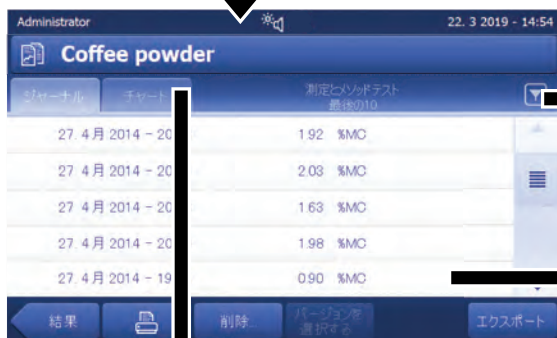 Administrator
22. 3 2019 - 14:54
Coffee powder
ジャーナル
チャート
測定とメソッドテスト
最後の10
27. 4月 2014 - 20
1.92 %MC
27. 4月 2014 - 20
2.03 %MC
27. 4月 2014 - 20
1.63 %MC
27. 4月 2014 - 20
1.98 %MC
27. 4月 2014 - 19
0.90 %MC
結果
削除...
バージョンを
選択する
エクスポート